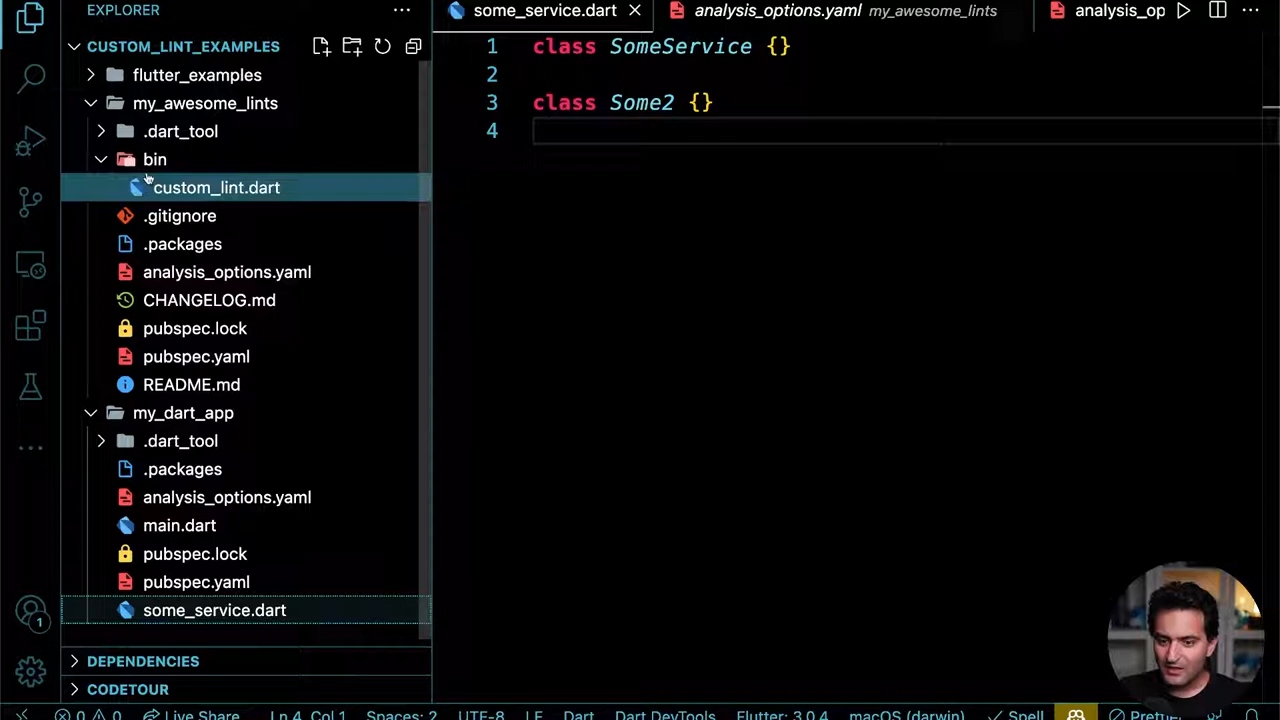 EXPLORER
CUSTOM_LINT_EXAMPLES
flutter_examples
my_awesome_lints
.dart_tool
bin
custom_lint.dart
.gitignore
.packages
analysis_options.yaml
CHANGELOG.md
pubspec.lock
pubspec.yaml
README.md
my_dart_app
.dart_tool
.packages
analysis_options.yaml
main.dart
pubspec.lock
pubspec.yaml
some_service.dart
DEPENDENCIES
CODETOUR
1
some_service.dart analysis_options.yaml my_awesome_lints analysis_op
1 class SomeService {}
2
3 class Some2 {}
4
0 0 Live Share Ln 4, Col 1 Spaces: 2 UTF-8 LF Dart Dart DevTools Flutter: 3.0.4 macOS (darwin) Spell